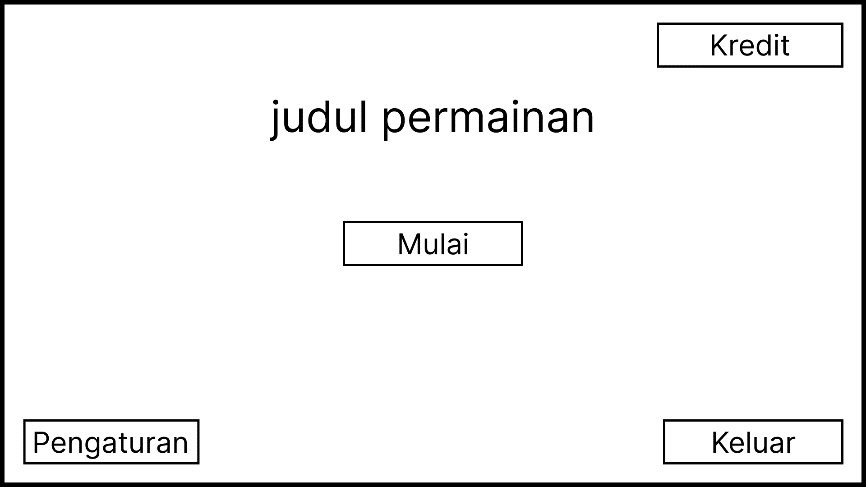 Kredit
judul permainan
Mulai
Pengaturan
Keluar